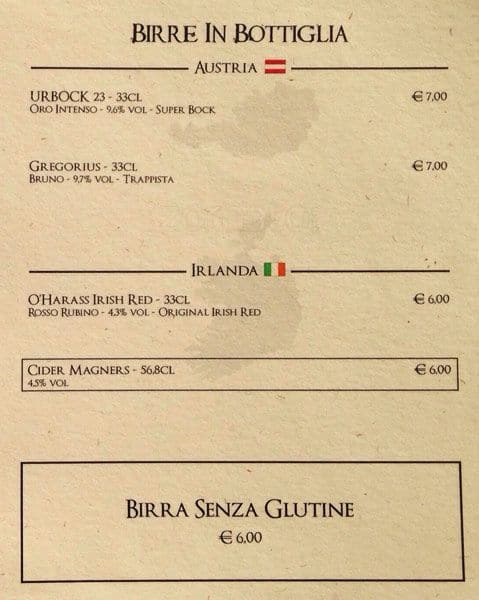 BIRRE IN BOTTIGLIA
AUSTRIA
URBOCK 23 - 33CL € 7,00
ORO INTENSO - 9,6% VOL - SUPER BOCK
GREGORIUS - 33CL € 7,00
BRUNO - 9,7% VOL - TRAPPISTA
IRLANDA
O'HARASS IRISH RED - 33CL € 6,00
ROSSO RUBINO - 4,3% VOL - ORIGINAL IRISH RED
CIDER MAGNERS - 56,8CL € 6,00
4,5% VOL
BIRRA SENZA GLUTINE
€ 6,00